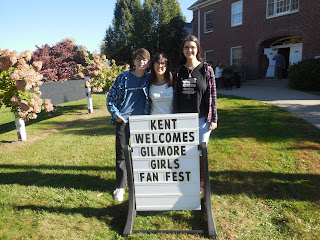 KENT
WELCOMES
GILMORE
GIRLS
FAN FEST